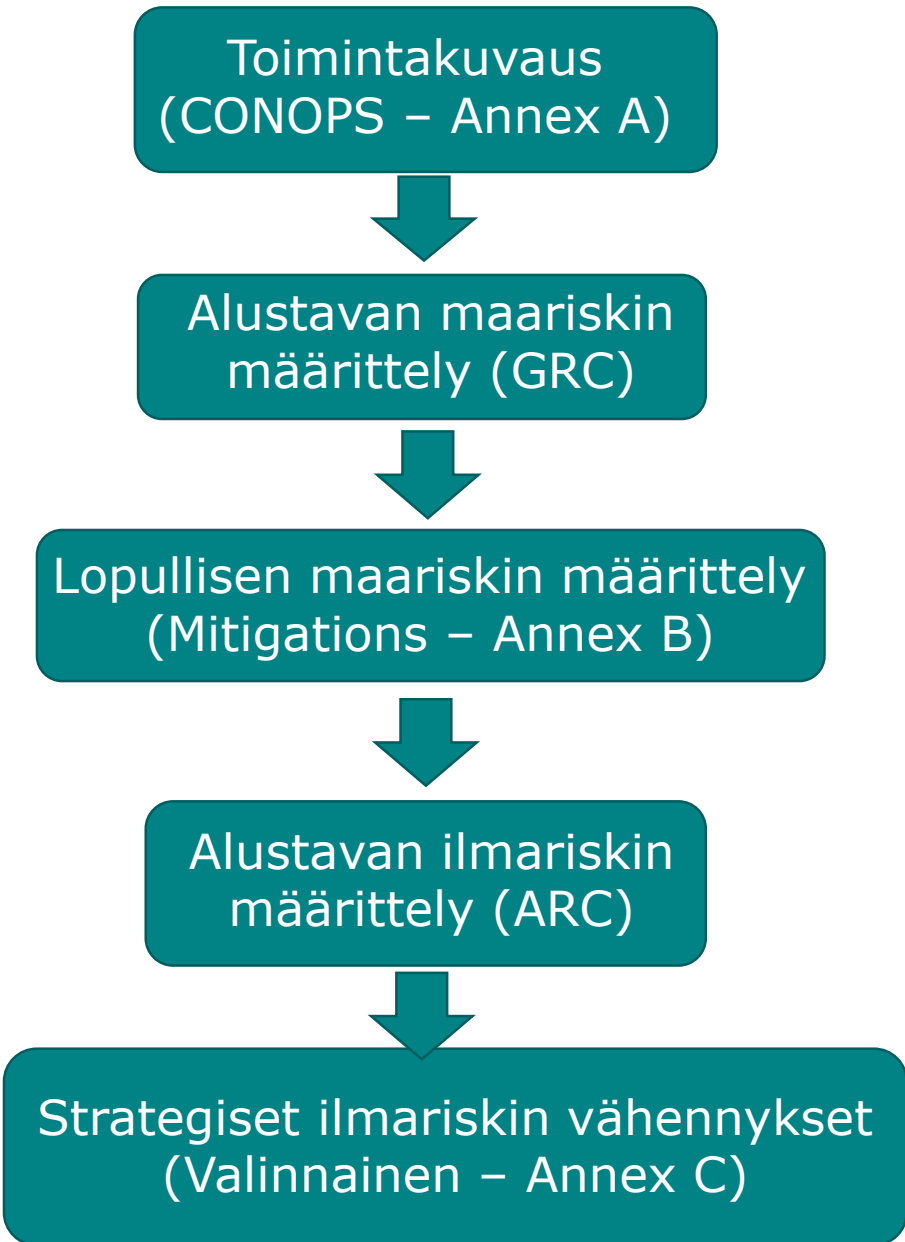 Toimintakuvaus
(CONOPS – Annex A)
Alustavan maariskin
määrittely (GRC)
Lopullisen maariskin määrittely
(Mitigations – Annex B)
Alustavan ilmariskin
määrittely (ARC)
Strategiset ilmariskin vähennykset
(Valinnainen – Annex C)